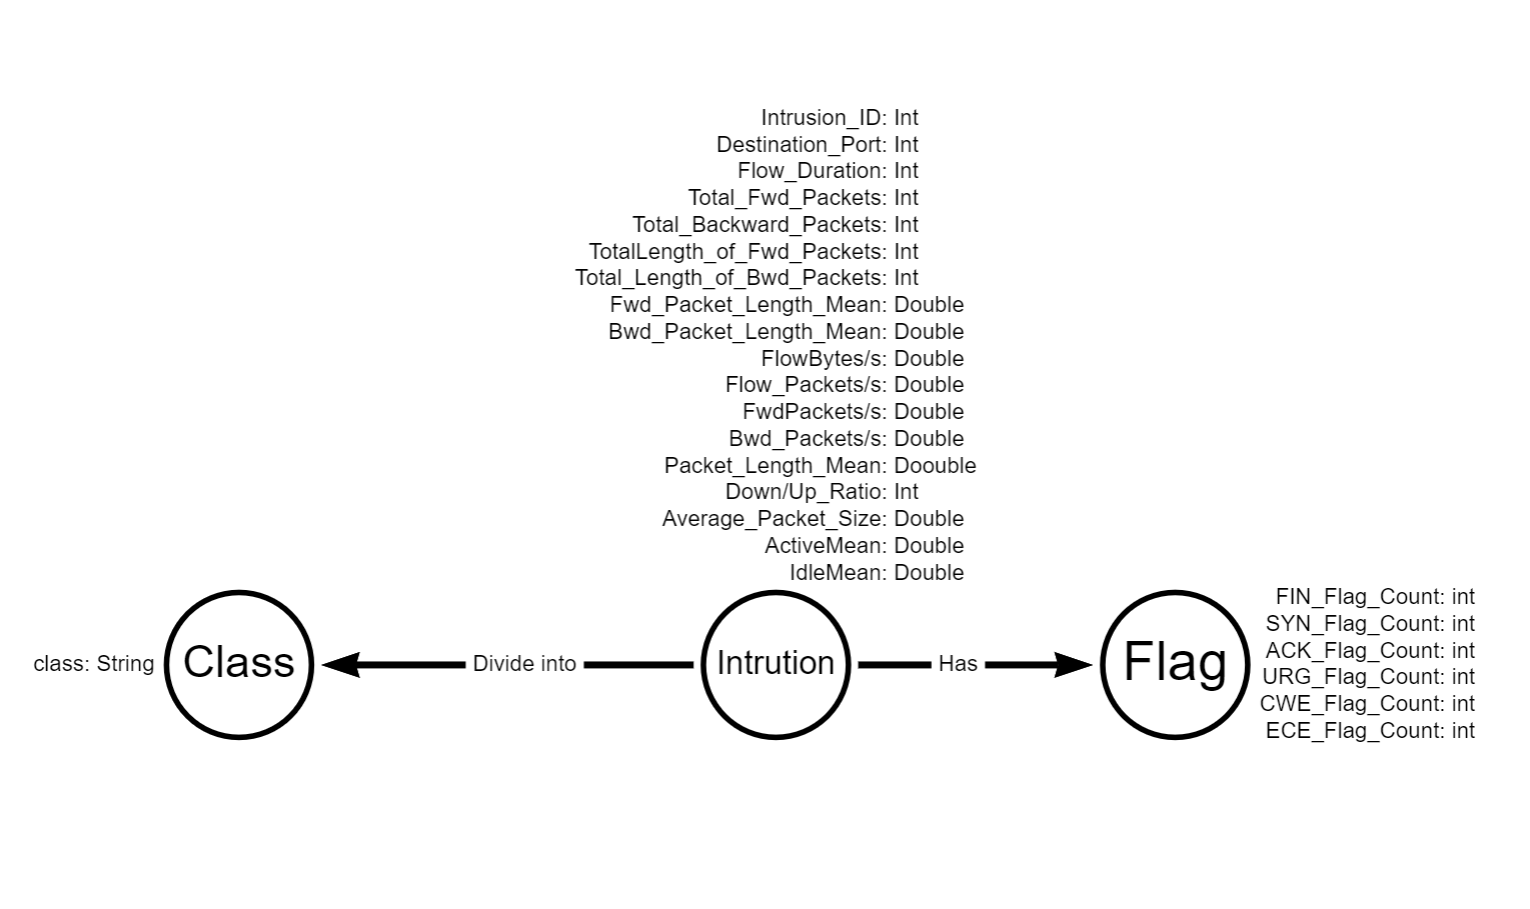 Intrusion_ID: Int
Destination_Port: Int
Flow_Duration: Int
Total_Fwd_Packets: Int
Total_Backward_Packets: Int
TotalLength_of_Fwd_Packets: Int
Total_Length_of_Bwd_Packets: Int
Fwd_Packet_Length_Mean: Double
Bwd_Packet_Length_Mean: Double
FlowBytes/s: Double
Flow_Packets/s: Double
FwdPackets/s: Double
Bwd_Packets/s: Double
Packet_Length_Mean: Doouble
Down/Up_Ratio: Int
Average_Packet_Size: Double
ActiveMean: Double
IdleMean: Double
class: String
Class
Divide into
Intrution
Has
Flag
FIN_Flag_Count: int
SYN_Flag_Count: int
ACK_Flag_Count: int
URG_Flag_Count: int
CWE_Flag_Count: int
ECE_Flag_Count: int